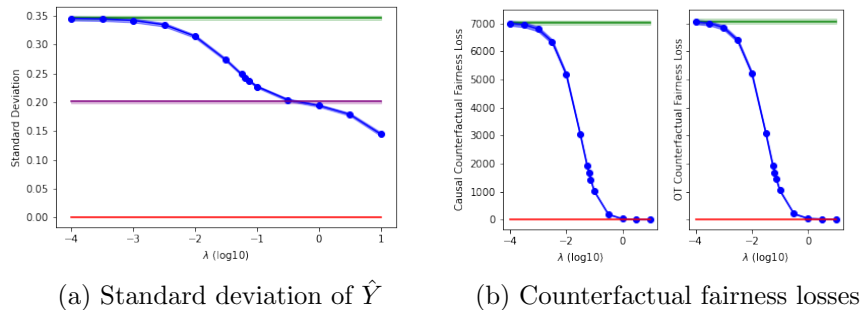 0.35
0.30
0.25
0.20
0.15
0.10
0.05
0.00
Standard Deviation
−4 −3 −2 −1 0 1
λ (log10)
7000
6000
5000
4000
3000
2000
1000
0
Causal Counterfactual Fairness Loss
−4 −2 0
λ (log10)
OT Counterfactual Fairness Loss
−4 −2 0
λ (log10)
(a) Standard deviation of Ŷ
(b) Counterfactual fairness losses